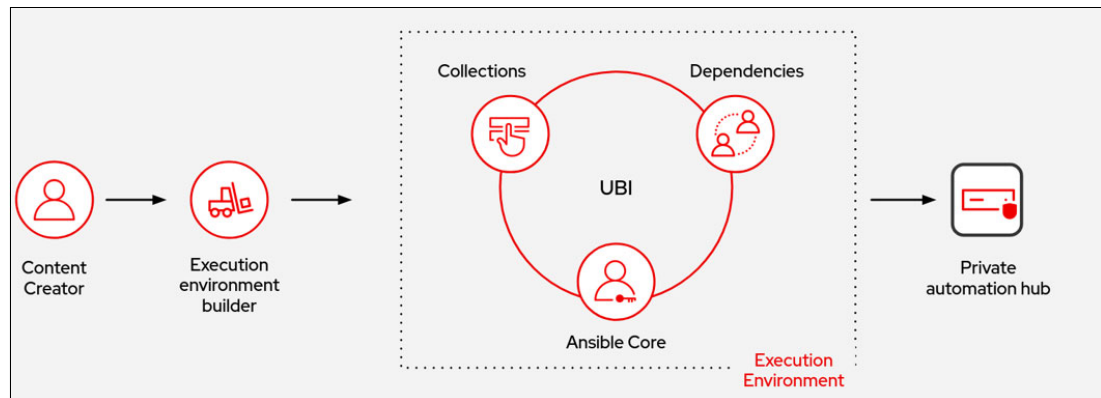 Collections
Dependencies
UBI
Content
Creator
Execution
environment
builder
Ansible Core
Private
automation hub
Execution
Environment